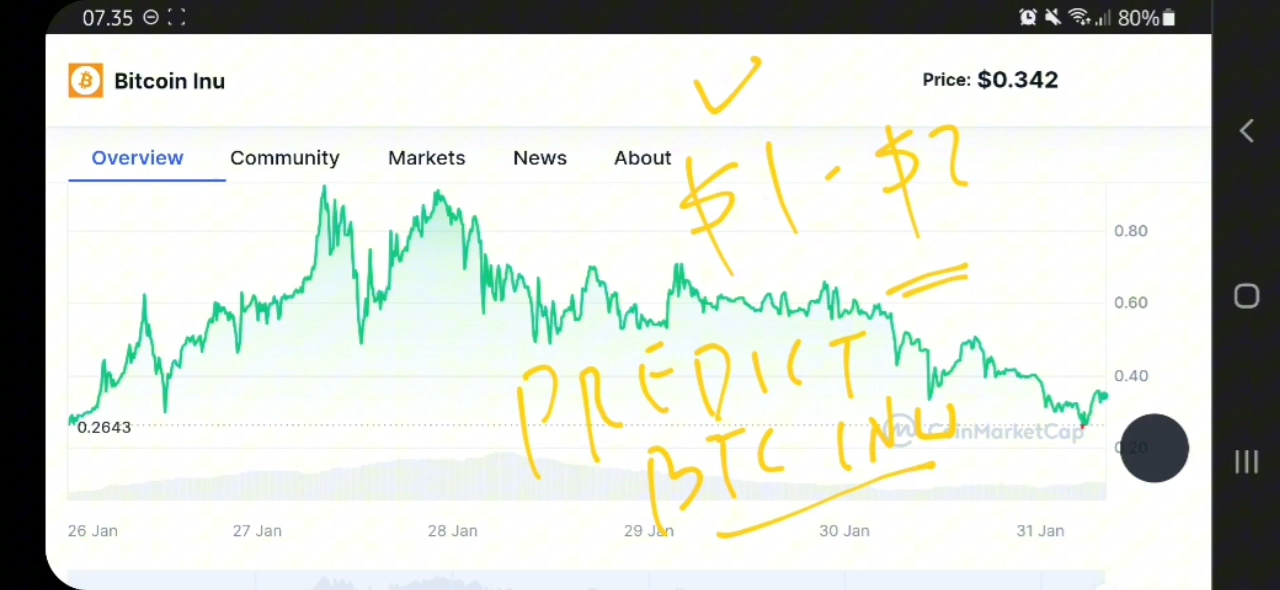 07.35 80%
Bitcoin Inu Price: $0.342
Overview Community Markets News About
$1 - $2
0.80
0.60
PREDICT
0.40
BTC INU
0.2643
CoinMarketCap
0.20
26 Jan 27 Jan 28 Jan 29 Jan 30 Jan 31 Jan